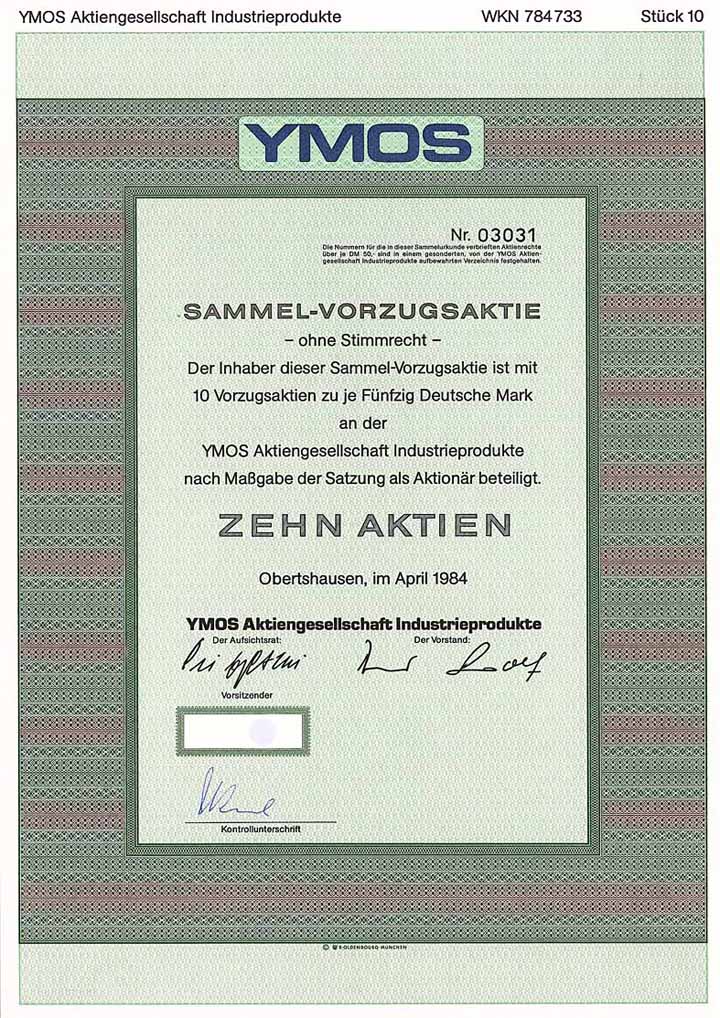 YMOS Aktiengesellschaft Industrieprodukte WKN 784733 Stück 10
YMOS
Nr. 03031
Die Nummern für die in dieser Sammelurkunde verbrieften Aktienrechte
über je DM 50,- sind in einem gesonderten, von der YMOS Aktien-
gesellschaft Industrieprodukte aufbewahrten Verzeichnis festgehalten.
SAMMEL-VORZUGSAKTIE
– ohne Stimmrecht –
Der Inhaber dieser Sammel-Vorzugsaktie ist mit
10 Vorzugsaktien zu je Fünfzig Deutsche Mark
an der
YMOS Aktiengesellschaft Industrieprodukte
nach Maßgabe der Satzung als Aktionär beteiligt.
ZEHN AKTIEN
Obertshausen, im April 1984
YMOS Aktiengesellschaft Industrieprodukte
Der Aufsichtsrat: Der Vorstand:
Vorsitzender
Kontrollunterschrift
© R·OLDENBOURG MÜNCHEN